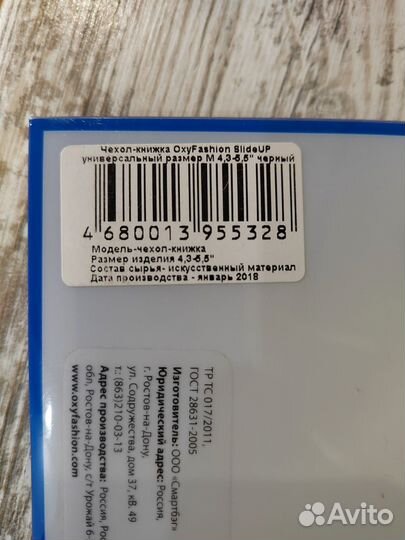 Чехол-книжка OxyFashion SlideUP
универсальный размер M 4,3-5,5" черный
4 680013 955328
Модель-чехол-книжка
Размер изделия 4,3-5,5"
Состав сырья- искусственный материал
Дата производства - январь 2018
ТР ТС 017/2011,
ГОСТ 28631-2005
Изготовитель: ООО «Смартбэг»
Юридический адрес: Россия,
г. Ростов-на-Дону,
ул. Содружества, дом 37, кв. 49
т.: (863)210-03-13
Адрес производства: Россия, Рос
обл, Ростов-на-Дону, с/т Урожай 6-
www.oxyfashion.com
Avito